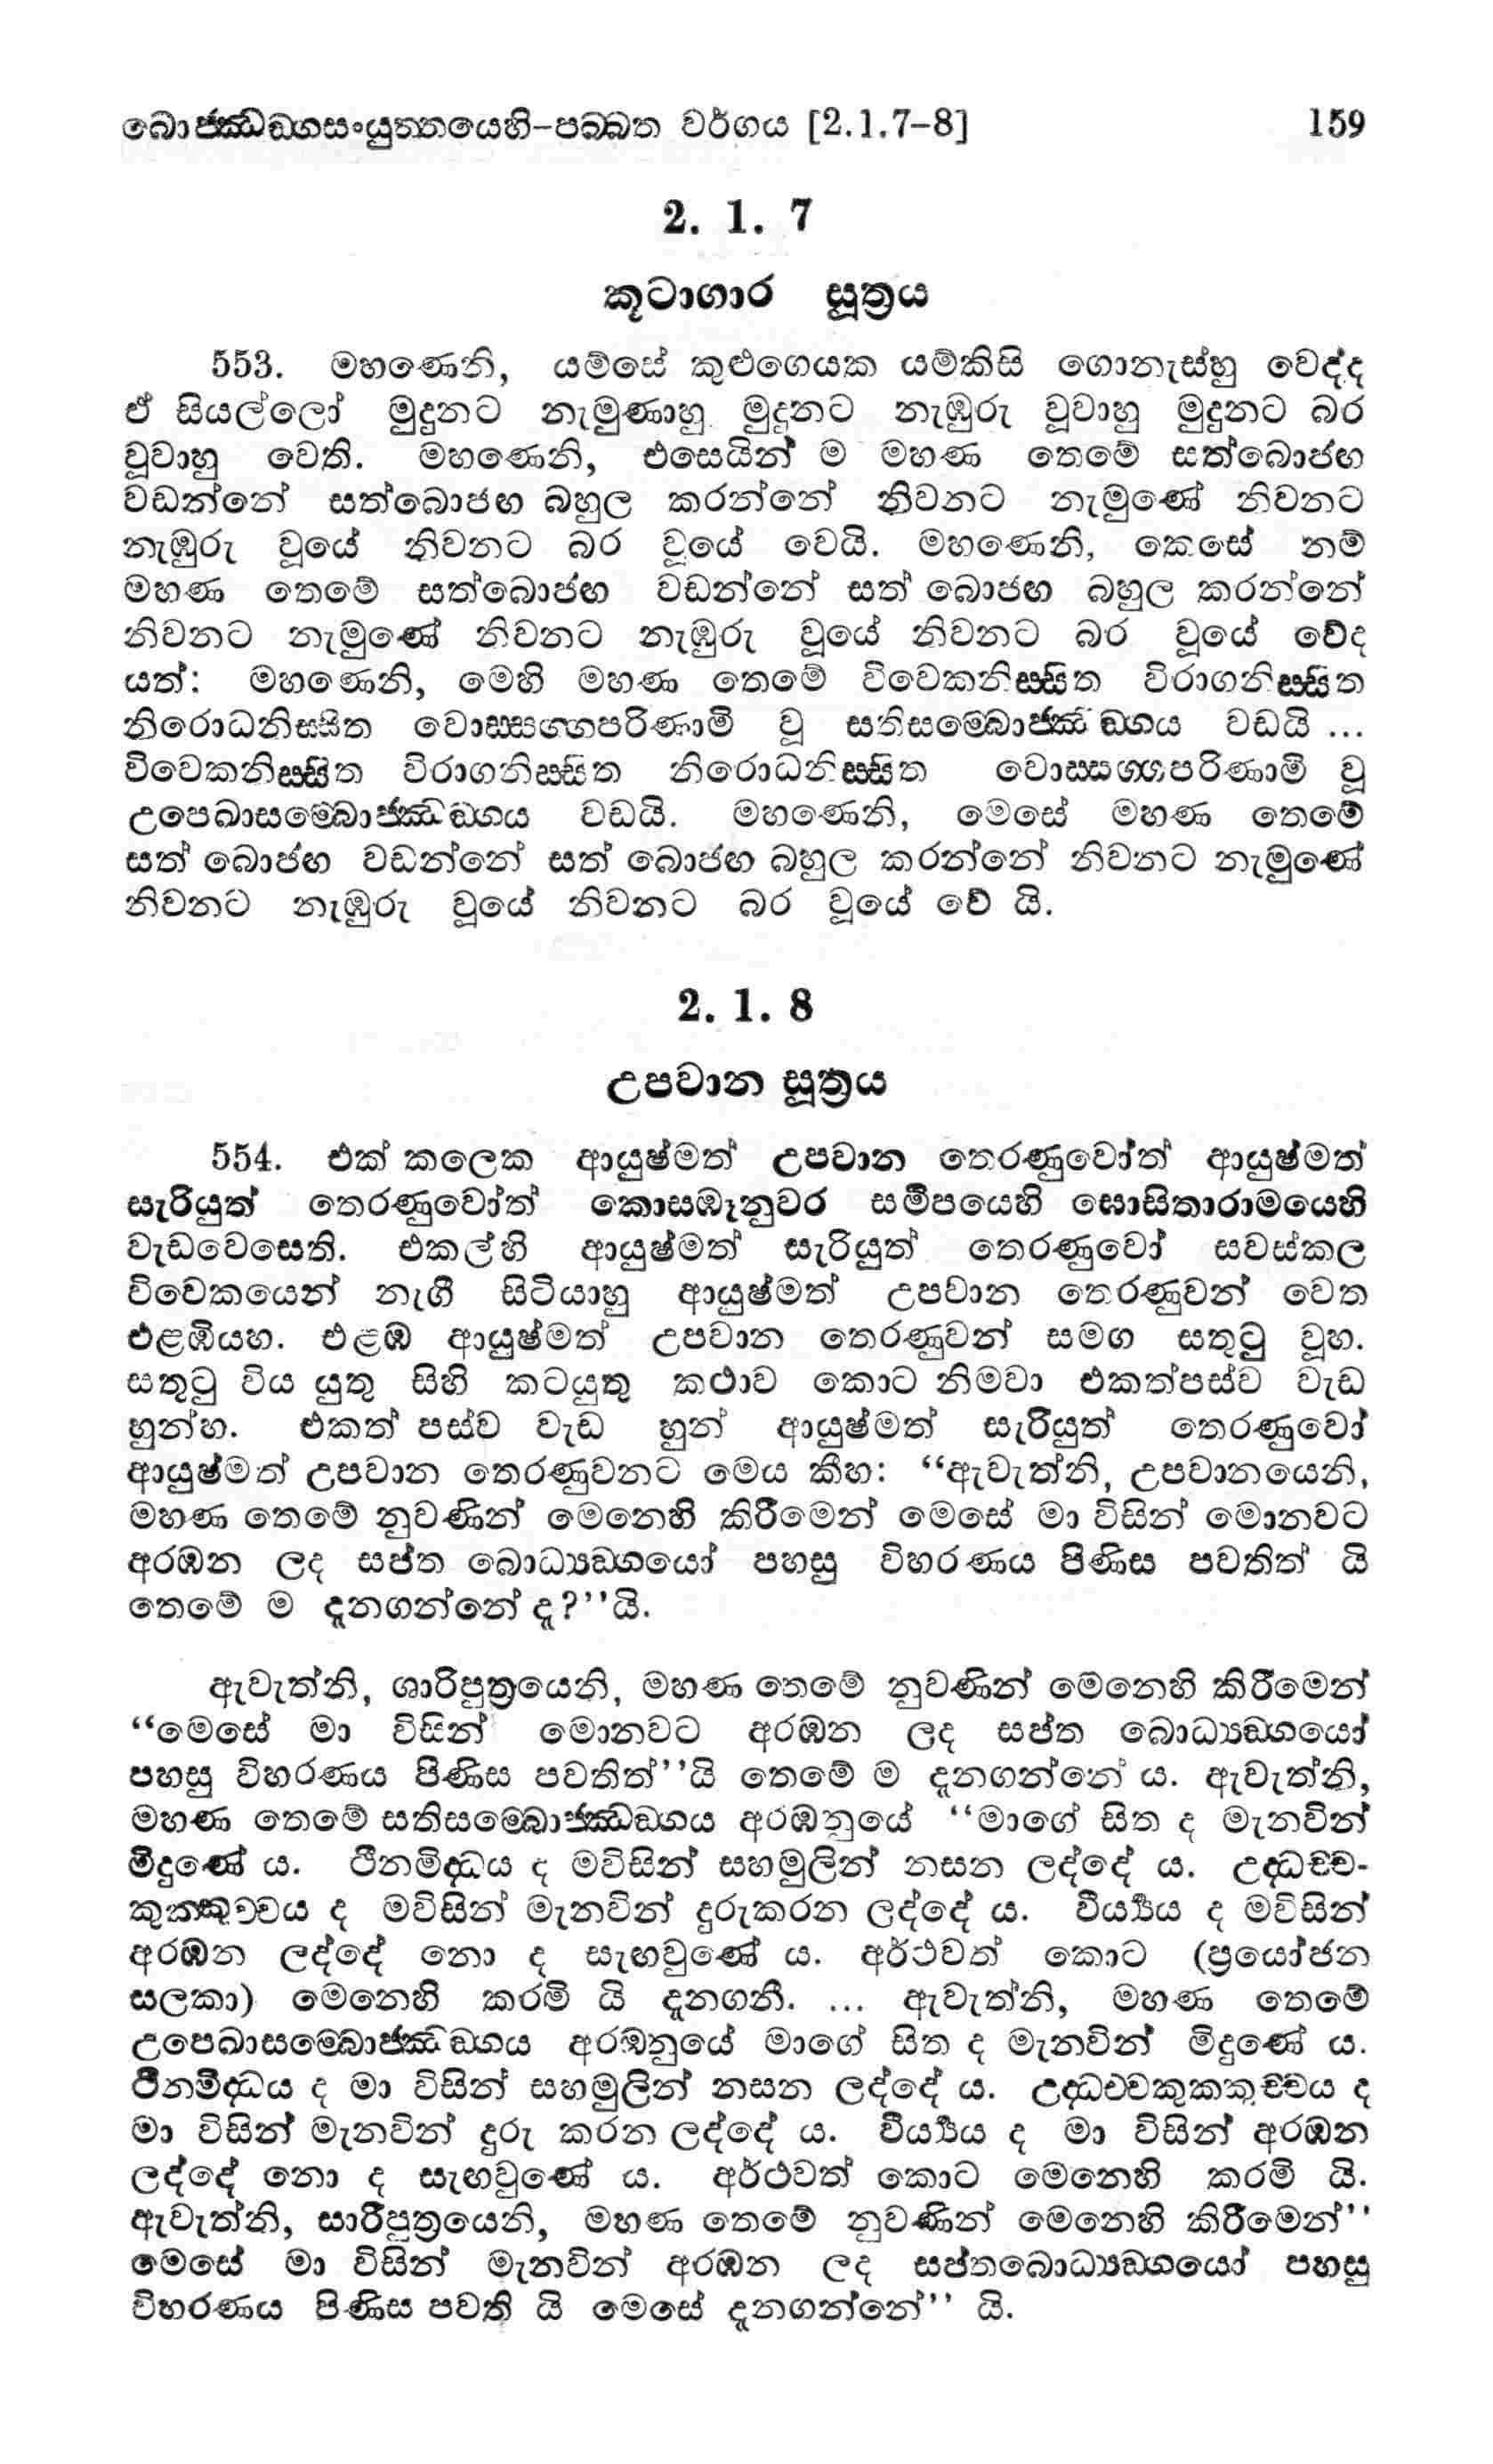 බොජ්ඣඞ්ගසංයුත්තයෙහි-පබ්බත වර්ගය [2.1.7-8] 159
2. 1. 7
කූටාගාර සූත්‍රය
553. මහණෙනි, යම්සේ කුළුගෙයක යම්කිසි ගොනැස්හු වෙද්ද
ඒ සියල්ලෝ මුදුනට නැමුණාහු මුදුනට නැඹුරු වූවාහු මුදුනට බර
වූවාහු වෙති. මහණෙනි, එසෙයින් ම මහණ තෙමේ සත්බොජඟ
වඩන්නේ සත්බොජඟ බහුල කරන්නේ නිවනට නැමුණේ නිවනට
නැඹුරු වූයේ නිවනට බර වූයේ වෙයි. මහණෙනි, කෙසේ නම්
මහණ තෙමේ සත්බොජඟ වඩන්නේ සත් බොජඟ බහුල කරන්නේ
නිවනට නැමුණේ නිවනට නැඹුරු වූයේ නිවනට බර වූයේ වේද
යත්: මහණෙනි, මෙහි මහණ තෙමේ විවෙකනිස්සිත විරාගනිස්සිත
නිරොධනිස්සිත වොස්සග්ගපරිණාමී වූ සතිසම්බොජ්ඣඞ්ගය වඩයි ...
විවෙකනිස්සිත විරාගනිස්සිත නිරොධනිස්සිත වොස්සග්ගපරිණාමී වූ
උපෙඛාසම්බොජ්ඣඞ්ගය වඩයි. මහණෙනි, මෙසේ මහණ තෙමේ
සත් බොජඟ වඩන්නේ සත් බොජඟ බහුල කරන්නේ නිවනට නැමුණේ
නිවනට නැඹුරු වූයේ නිවනට බර වූයේ වේ යි.
2. 1. 8
උපවාන සූත්‍රය
554. එක් කලෙක ආයුෂ්මත් උපවාන තෙරණුවෝත් ආයුෂ්මත්
සැරියුත් තෙරණුවෝත් කොසඹෑනුවර සමීපයෙහි ඝොසිතාරාමයෙහි
වැඩවෙසෙති. එකල්හි ආයුෂ්මත් සැරියුත් තෙරණුවෝ සවස්කල
විවෙකයෙන් නැගී සිටියාහු ආයුෂ්මත් උපවාන තෙරණුවන් වෙත
එළඹියහ. එළඹ ආයුෂ්මත් උපවාන තෙරණුවන් සමග සතුටු වූහ.
සතුටු විය යුතු සිහි කටයුතු කථාව කොට නිමවා එකත්පස්ව වැඩ
හුන්හ. එකත් පස්ව වැඩ හුන් ආයුෂ්මත් සැරියුත් තෙරණුවෝ
ආයුෂ්මත් උපවාන තෙරණුවනට මෙය කීහ: “ඇවැත්නි, උපවානයෙනි,
මහණ තෙමේ නුවණින් මෙනෙහි කිරීමෙන් මෙසේ මා විසින් මොනවට
අරඹන ලද සප්ත බොධ්‍යඞ්ගයෝ පහසු විහරණය පිණිස පවතිත් යි
තෙමේ ම දැනගන්නේ ද?''යි.
ඇවැත්නි, ශාරිපුත්‍රයෙනි, මහණ තෙමේ නුවණින් මෙනෙහි කිරීමෙන්
“මෙසේ මා විසින් මොනවට අරඹන ලද සප්ත බොධ්‍යඞ්ගයෝ
පහසු විහරණය පිණිස පවතිත්''යි තෙමේ ම දැනගන්නේ ය. ඇවැත්නි,
මහණ තෙමේ සතිසම්බොජ්ඣඞ්ගය අරඹනුයේ “මාගේ සිත ද මැනවින්
මිදුණේ ය. ථීනමිද්ධය ද මවිසින් සහමුලින් නසන ලද්දේ ය. උද්ධච්ච-
කුක්කුච්චය ද මවිසින් මැනවින් දුරුකරන ලද්දේ ය. වීර්‍ය්‍යය ද මවිසින්
අරඹන ලද්දේ නො ද සැඟවුණේ ය. අර්ථවත් කොට (ප්‍රයෝජන
සලකා) මෙනෙහි කරමි යි දැනගනී. ... ඇවැත්නි, මහණ තෙමේ
උපෙඛාසම්බොජ්ඣඞ්ගය අරඹනුයේ මාගේ සිත ද මැනවින් මිදුණේ ය.
ථීනමිද්ධය ද මා විසින් සහමුලින් නසන ලද්දේ ය. උද්ධච්චකුක්කුච්චය ද
මා විසින් මැනවින් දුරු කරන ලද්දේ ය. වීර්‍ය්‍යය ද මා විසින් අරඹන
ලද්දේ නො ද සැඟවුණේ ය. අර්ථවත් කොට මෙනෙහි කරමි යි.
ඇවැත්නි, සාරිපුත්‍රයෙනි, මහණ තෙමේ නුවණින් මෙනෙහි කිරීමෙන්''
මෙසේ මා විසින් මැනවින් අරඹන ලද සප්තබොධ්‍යඞ්ගයෝ පහසු
විහරණය පිණිස පවතී යි මෙසේ දැනගන්නේ'' යි.